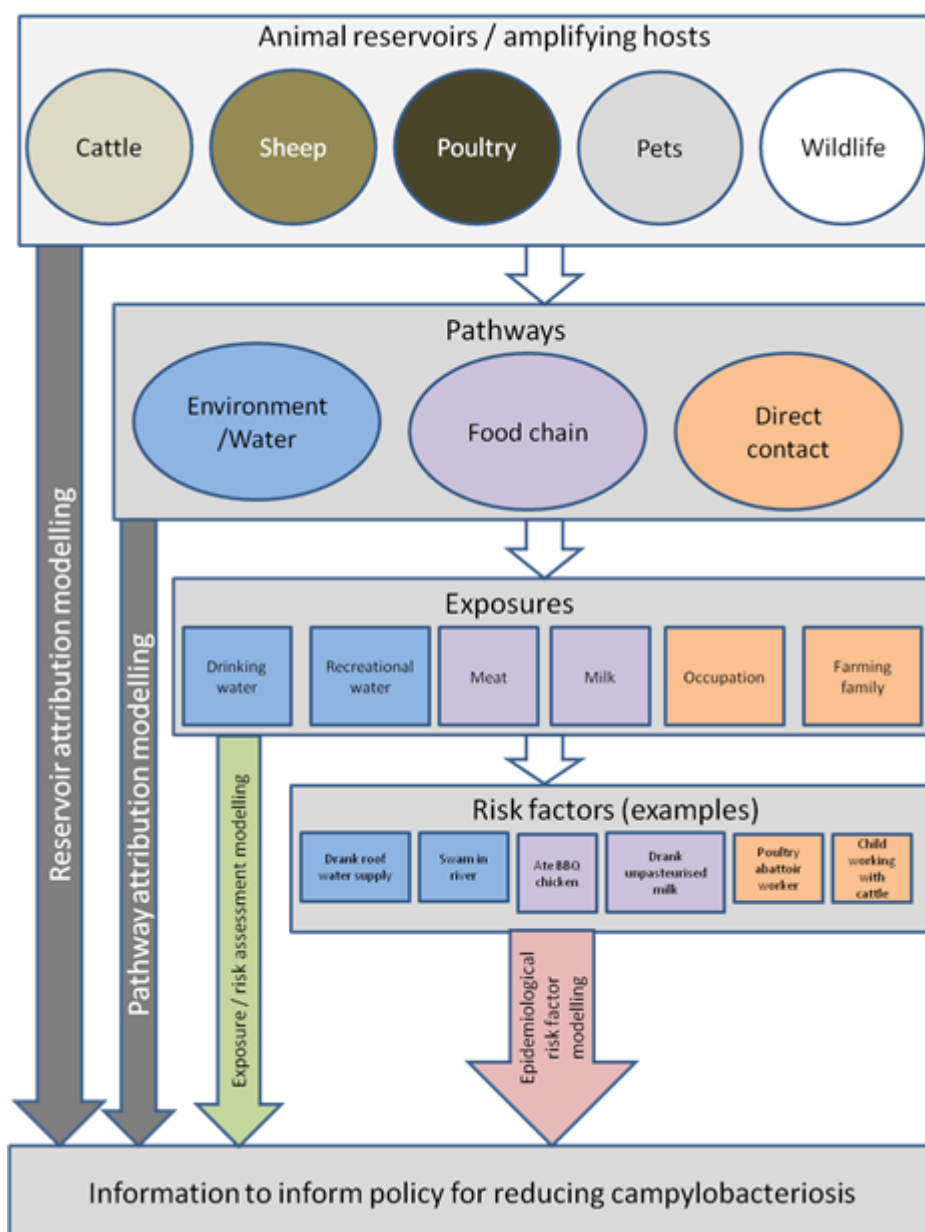 Animal reservoirs / amplifying hosts
Cattle
Sheep
Poultry
Pets
Wildlife
Pathways
Environment
/Water
Food chain
Direct
contact
Exposures
Drinking
water
Recreational
water
Meat
Milk
Occupation
Farming
family
Risk factors (examples)
Drank roof
water supply
Swam in
river
Ate BBQ
chicken
Drank
unpasteurised
milk
Poultry
abattoir
worker
Child
working
with
cattle
Reservoir attribution modelling
Pathway attribution modelling
Exposure / risk assessment modelling
Epidemiological
risk factor
modelling
Information to inform policy for reducing campylobacteriosis